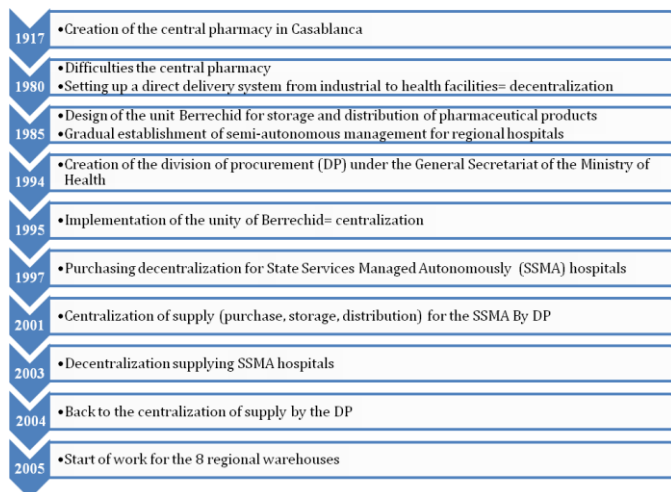 1917
•Creation of the central pharmacy in Casablanca
1980
•Difficulties the central pharmacy
•Setting up a direct delivery system from industrial to health facilities= decentralization
1985
•Design of the unit Berrechid for storage and distribution of pharmaceutical products
•Gradual establishment of semi-autonomous management for regional hospitals
1994
•Creation of the division of procurement (DP) under the General Secretariat of the Ministry of
Health
1995
•Implementation of the unity of Berrechid= centralization
1997
•Purchasing decentralization for State Services Managed Autonomously (SSMA) hospitals
2001
•Centralization of supply (purchase, storage, distribution) for the SSMA By DP
2003
•Decentralization supplying SSMA hospitals
2004
•Back to the centralization of supply by the DP
2005
•Start of work for the 8 regional warehouses